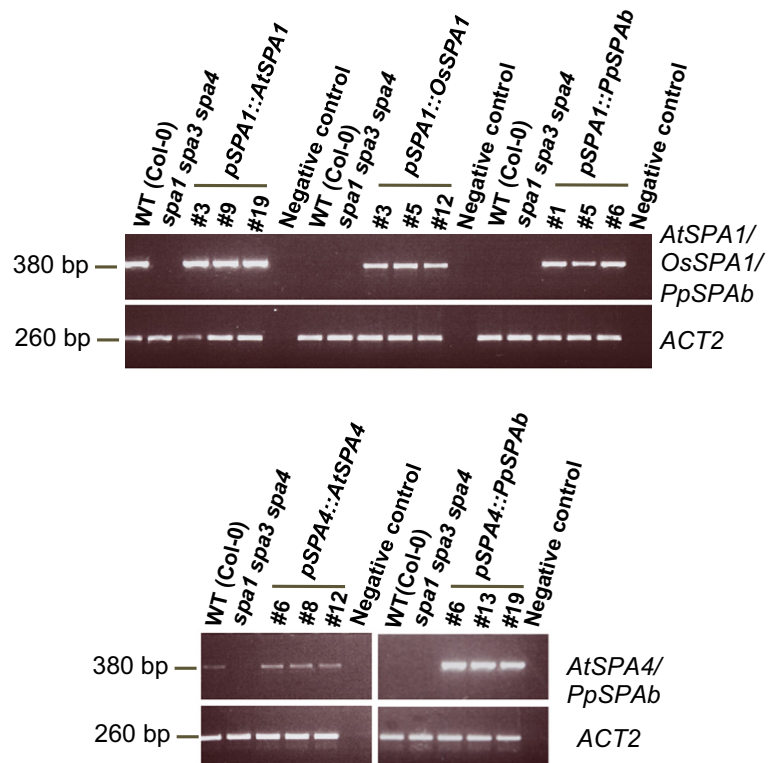 WT (Col-0)
spa1 spa3 spa4
pSPA1::AtSPA1
#3
#9
#19
Negative control
WT (Col-0)
spa1 spa3 spa4
pSPA1::OsSPA1
#3
#5
#12
Negative control
WT (Col-0)
spa1 spa3 spa4
pSPA1::PpSPAb
#1
#5
#6
Negative control
380 bp
AtSPA1/
OsSPA1/
PpSPAb
260 bp
ACT2
WT (Col-0)
spa1 spa3 spa4
pSPA4::AtSPA4
#6
#8
#12
Negative control
WT(Col-0)
spa1 spa3 spa4
pSPA4::PpSPAb
#6
#13
#19
Negative control
380 bp
AtSPA4/
PpSPAb
260 bp
ACT2